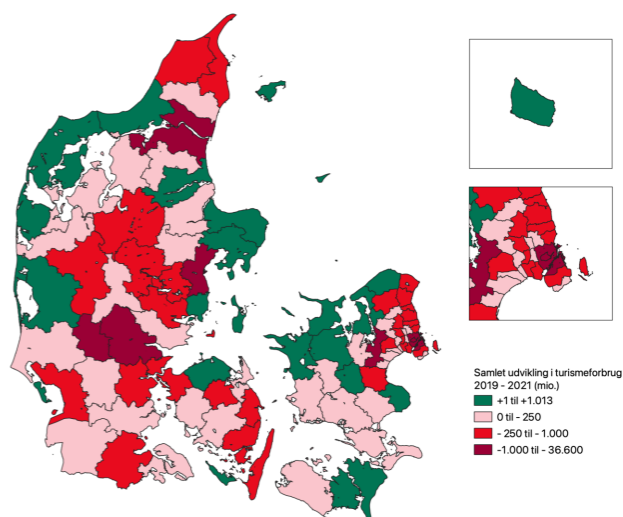 Samlet udvikling i turismeforbrug
2019 - 2021 (mio.)
+1 til +1.013
0 til - 250
- 250 til - 1.000
-1.000 til - 36.600